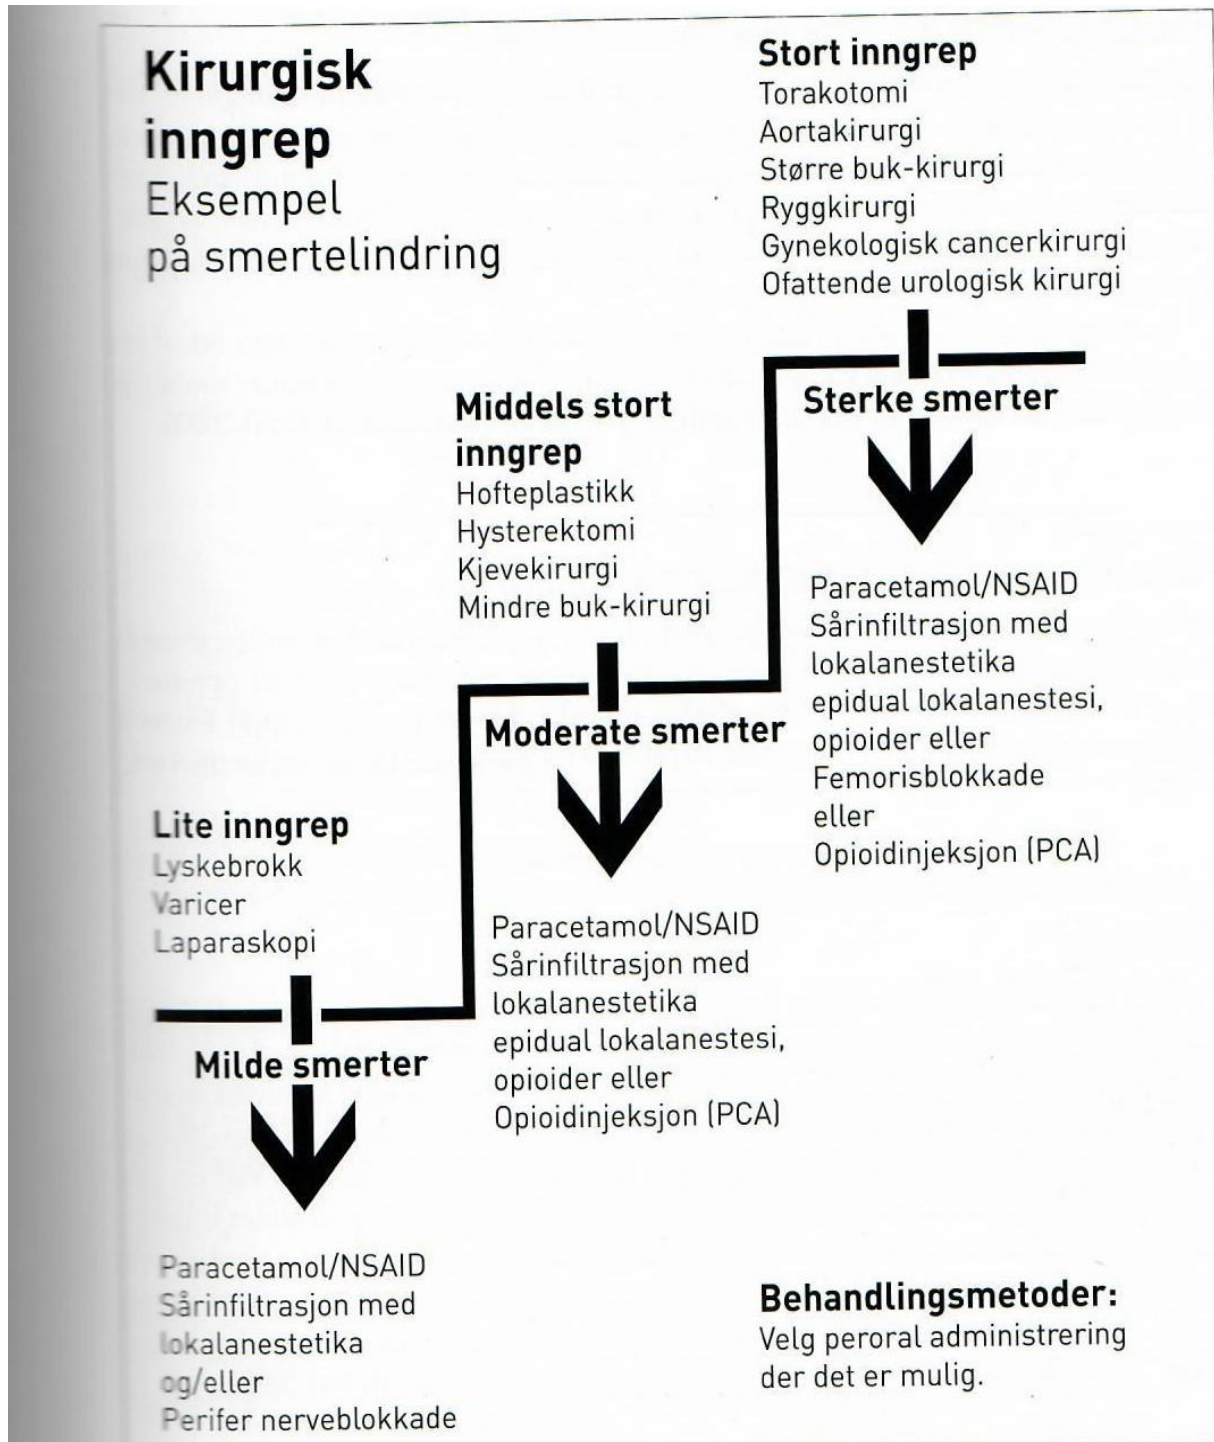 Kirurgisk
inngrep
Eksempel
på smertelindring
Stort inngrep
Torakotomi
Aortakirurgi
Større buk-kirurgi
Ryggkirurgi
Gynekologisk cancerkirurgi
Ofattende urologisk kirurgi
Sterke smerter
Paracetamol/NSAID
Sårinfiltrasjon med
lokalanestetika
epidual lokalanestesi,
opioider eller
Femorisblokkade
eller
Opioidinjeksjon (PCA)
Middels stort
inngrep
Hofteplastikk
Hysterektomi
Kjevekirurgi
Mindre buk-kirurgi
Moderate smerter
Paracetamol/NSAID
Sårinfiltrasjon med
lokalanestetika
epidual lokalanestesi,
opioider eller
Opioidinjeksjon (PCA)
Lite inngrep
Lyskebrokk
Varicer
Laparaskopi
Milde smerter
Paracetamol/NSAID
Sårinfiltrasjon med
lokalanestetika
og/eller
Perifer nerveblokkade
Behandlingsmetoder:
Velg peroral administrering
der det er mulig.